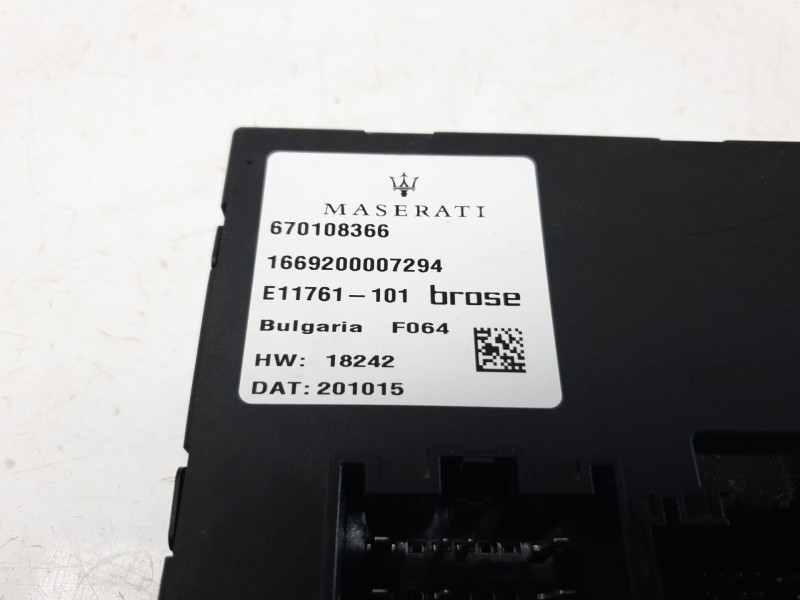 MASERATI
670108366
1669200007294
E11761-101 brose
Bulgaria F064
HW: 18242
DAT: 201015